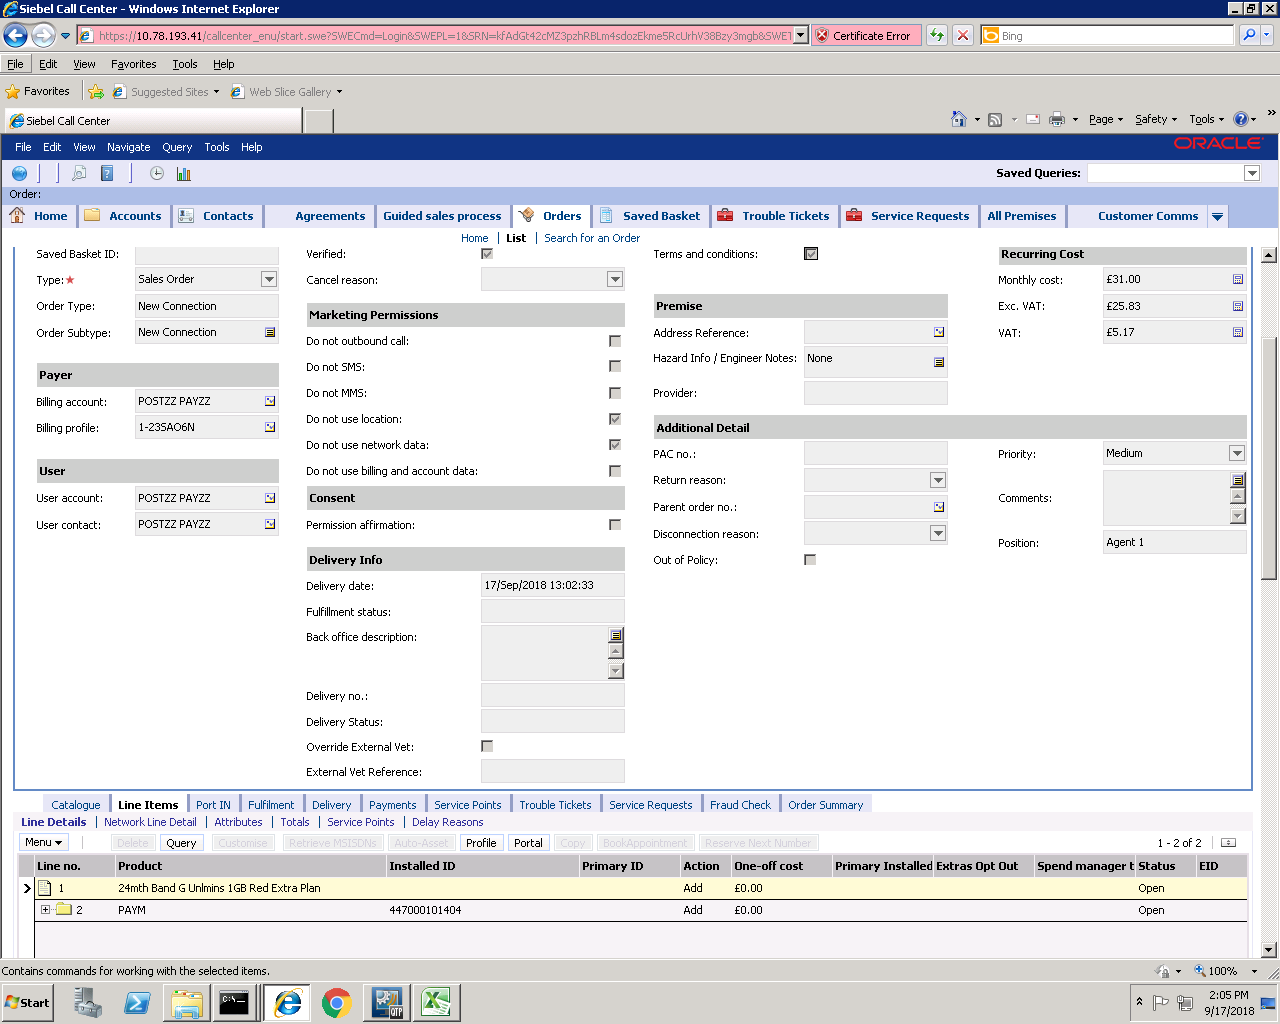 Siebel Call Center - Windows Internet Explorer
https://10.78.193.41/callcenter_enu/start.swe?SWECmd=Login&SWEPL=1&SRN=kfAdGt42cMZ3pzhRBLm4sdozEkme5RcUrhV38Bzy3mgb&SWET Certificate Error Bing
File Edit View Favorites Tools Help
Favorites Suggested Sites Web Slice Gallery
Siebel Call Center Page Safety Tools »
File Edit View Navigate Query Tools Help ORACLE
Saved Queries:
Order:
Home Accounts Contacts Agreements Guided sales process Orders Saved Basket Trouble Tickets Service Requests All Premises Customer Comms
Home List Search for an Order
Saved Basket ID: Verified: Terms and conditions: Recurring Cost
Type: Sales Order Cancel reason: Monthly cost: £31.00
Order Type: New Connection Premise Exc. VAT: £25.83
Marketing Permissions
Order Subtype: New Connection Address Reference: VAT: £5.17
Do not outbound call:
Hazard Info / Engineer Notes: None
Payer Do not SMS:
Billing account: POSTZZ PAYZZ Do not MMS: Provider:
Billing profile: 1-23SAO6N Do not use location: Additional Detail
Do not use network data: PAC no.: Priority: Medium
User Do not use billing and account data: Return reason:
User account: POSTZZ PAYZZ Consent Parent order no.: Comments:
User contact: POSTZZ PAYZZ Permission affirmation: Disconnection reason:
Position: Agent 1
Delivery Info Out of Policy:
Delivery date: 17/Sep/2018 13:02:33
Fulfillment status:
Back office description:
Delivery no.:
Delivery Status:
Override External Vet:
External Vet Reference:
Catalogue Line Items Port IN Fulfilment Delivery Payments Service Points Trouble Tickets Service Requests Fraud Check Order Summary
Line Details Network Line Detail Attributes Totals Service Points Delay Reasons
Menu Delete Query Customise Retrieve MSISDNs Auto-Asset Profile Portal Copy BookAppointment Reserve Next Number 1 - 2 of 2
Line no. Product Installed ID Primary ID Action One-off cost Primary Installed Extras Opt Out Spend manager t Status EID
1 24mth Band G Unlmins 1GB Red Extra Plan Add £0.00 Open
2 PAYM 447000101404 Add £0.00 Open
Contains commands for working with the selected items. 100%
Start C:\ QTP 2:05 PM
9/17/2018